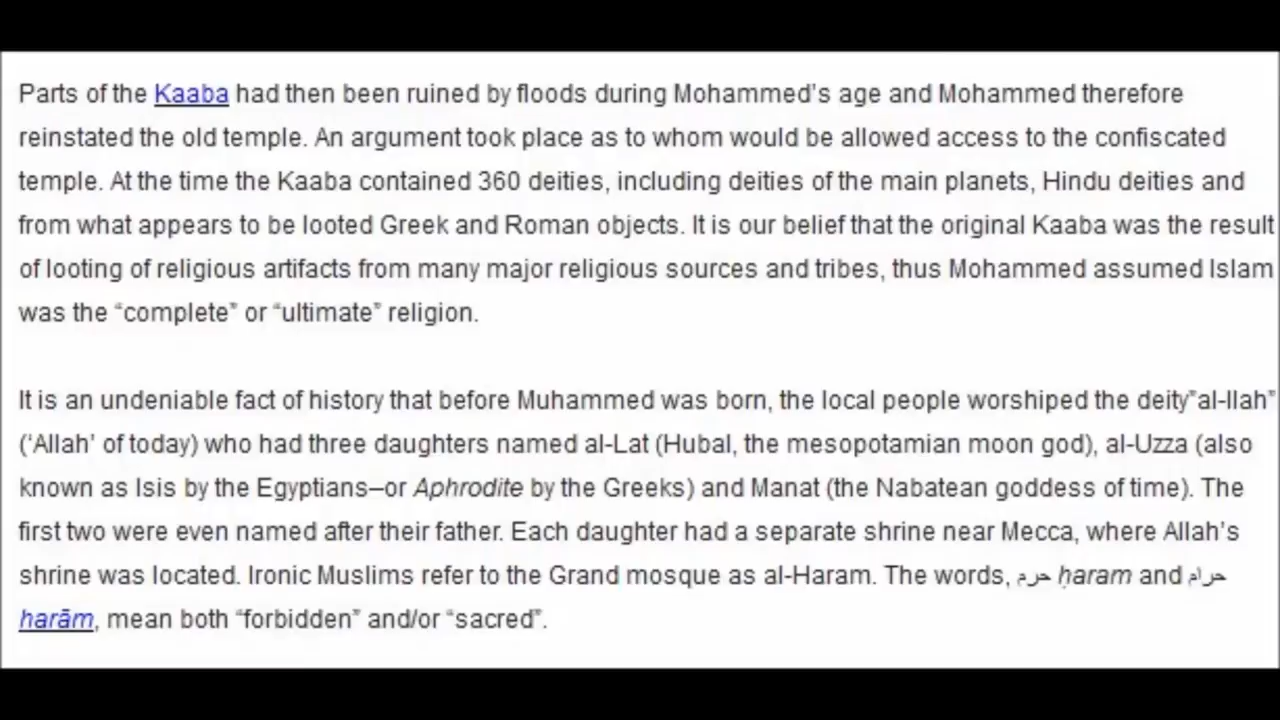 Parts of the Kaaba had then been ruined by floods during Mohammed's age and Mohammed therefore
reinstated the old temple. An argument took place as to whom would be allowed access to the confiscated
temple. At the time the Kaaba contained 360 deities, including deities of the main planets, Hindu deities and
from what appears to be looted Greek and Roman objects. It is our belief that the original Kaaba was the result
of looting of religious artifacts from many major religious sources and tribes, thus Mohammed assumed Islam
was the “complete” or “ultimate” religion.
It is an undeniable fact of history that before Muhammed was born, the local people worshiped the deity”al-Ilah”
(‘Allah’ of today) who had three daughters named al-Lat (Hubal, the mesopotamian moon god), al-Uzza (also
known as Isis by the Egyptians–or Aphrodite by the Greeks) and Manat (the Nabatean goddess of time). The
first two were even named after their father. Each daughter had a separate shrine near Mecca, where Allah’s
shrine was located. Ironic Muslims refer to the Grand mosque as al-Haram. The words, حرم ḥaram and حرام
harām, mean both “forbidden” and/or “sacred”.